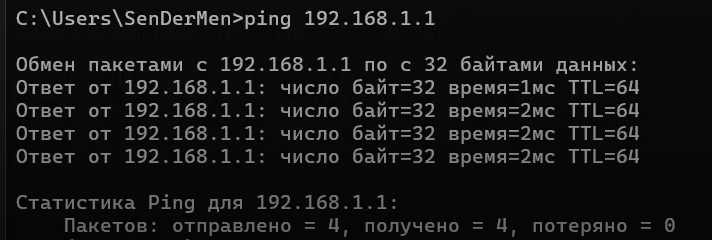 C:\Users\SenDerMen>ping 192.168.1.1
Обмен пакетами с 192.168.1.1 по с 32 байтами данных:
Ответ от 192.168.1.1: число байт=32 время=1мс TTL=64
Ответ от 192.168.1.1: число байт=32 время=2мс TTL=64
Ответ от 192.168.1.1: число байт=32 время=2мс TTL=64
Ответ от 192.168.1.1: число байт=32 время=2мс TTL=64
Статистика Ping для 192.168.1.1:
Пакетов: отправлено = 4, получено = 4, потеряно = 0